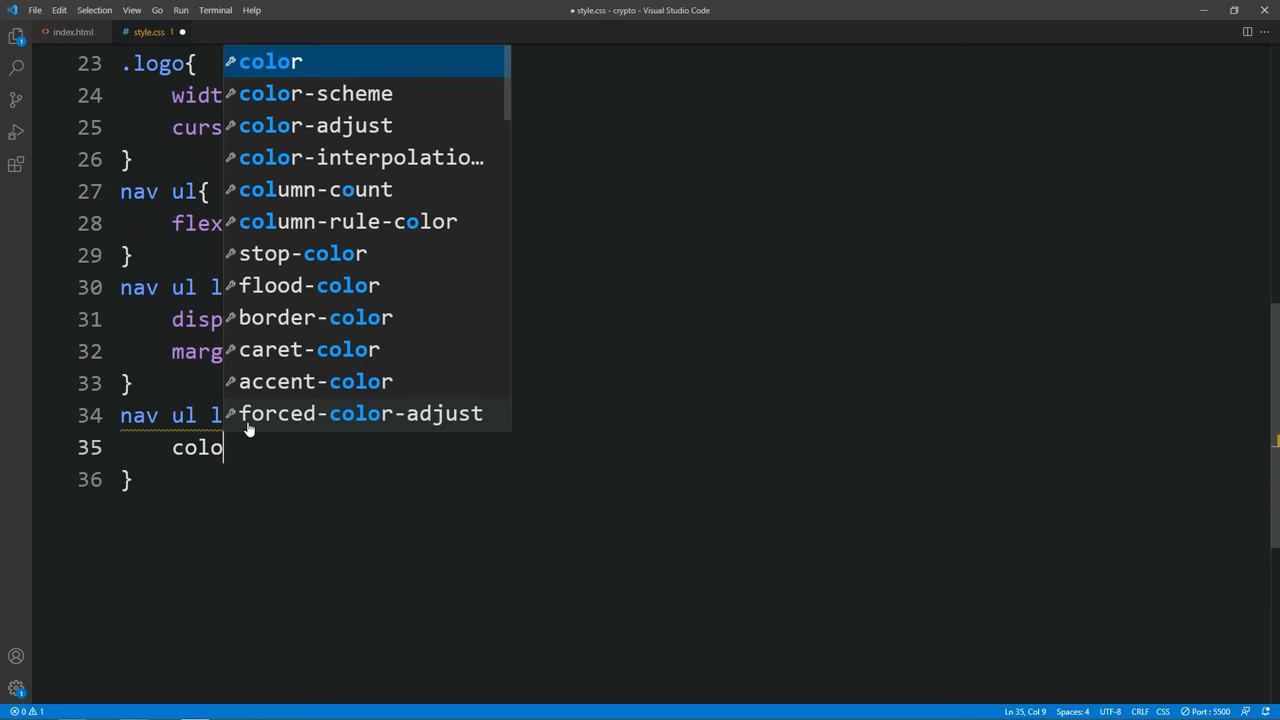 File Edit Selection View Go Run Terminal Help
● style.css - crypto - Visual Studio Code
index.html
# style.css 1
23 .logo{
24 widt
25 curs
26 }
27 nav ul{
28 flex
29 }
30 nav ul l
31 disp
32 marg
33 }
34 nav ul l
35 colo
36 }
color
color-scheme
color-adjust
color-interpolatio…
column-count
column-rule-color
stop-color
flood-color
border-color
caret-color
accent-color
forced-color-adjust
1
1
0 1
Ln 35, Col 9 Spaces: 4 UTF-8 CRLF CSS Port : 5500